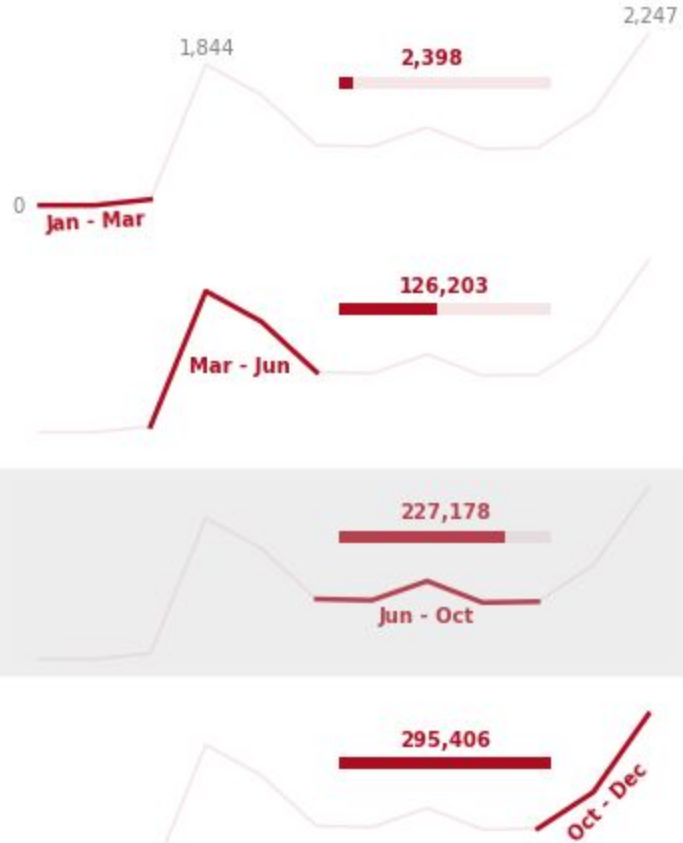 2,247
1,844
2,398
0
Jan - Mar
126,203
Mar - Jun
227,178
Jun - Oct
295,406
Oct - Dec